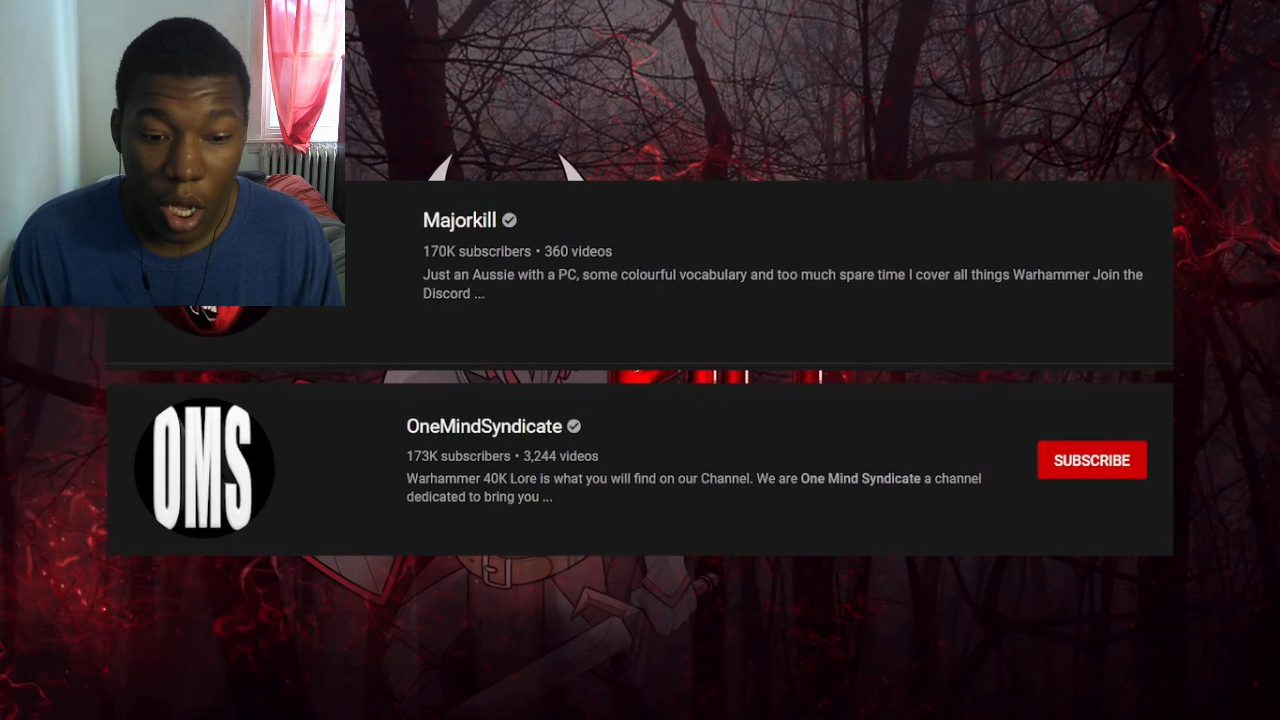 Majorkill
170K subscribers • 360 videos
Just an Aussie with a PC, some colourful vocabulary and too much spare time I cover all things Warhammer Join the
Discord ...
OMS
OneMindSyndicate
173K subscribers • 3,244 videos
Warhammer 40K Lore is what you will find on our Channel. We are One Mind Syndicate a channel
dedicated to bring you ...
SUBSCRIBE